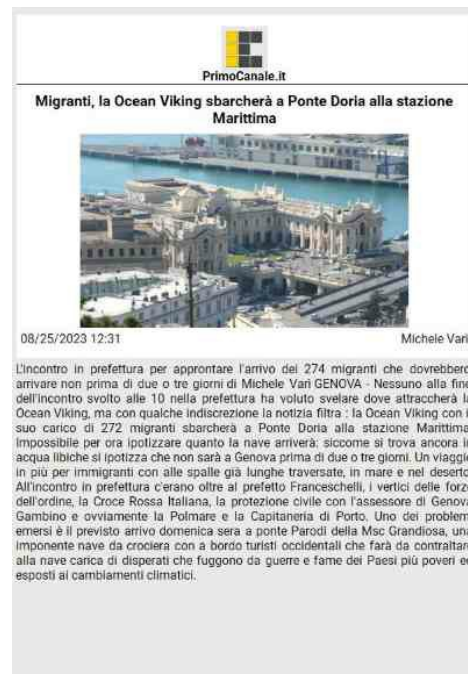 PrimoCanale.it
Migranti, la Ocean Viking sbarcherà a Ponte Doria alla stazione
Marittima
08/25/2023 12:31
Michele Varì
L'incontro in prefettura per approntare l'arrivo dei 274 migranti che dovrebbero
arrivare non prima di due o tre giorni di Michele Varì GENOVA - Nessuno alla fine
dell'incontro svolto alle 10 nella prefettura ha voluto svelare dove attraccherà la
Ocean Viking, ma con qualche indiscrezione la notizia filtra : la Ocean Viking con i
suo carico di 272 migranti sbarcherà a Ponte Doria alla stazione Marittima
Impossibile per ora ipotizzare quanto la nave arriverà: siccome si trova ancora in
acqua libiche si ipotizza che non sarà a Genova prima di due o tre giorni. Un viaggio
in più per immigranti con alle spalle già lunghe traversate, in mare e nel deserto
All'incontro in prefettura c'erano oltre al prefetto Franceschelli, i vertici delle forze
dell'ordine, la Croce Rossa Italiana, la protezione civile con l'assessore di Genova
Gambino e ovviamente la Polmare e la Capitaneria di Porto. Uno dei problemi
emersi è il previsto arrivo domenica sera a ponte Parodi della Msc Grandiosa, una
imponente nave da crociera con a bordo turisti occidentali che farà da contraltare
alla nave carica di disperati che fuggono da guerre e fame dei Paesi più poveri ed
esposti ai cambiamenti climatici.